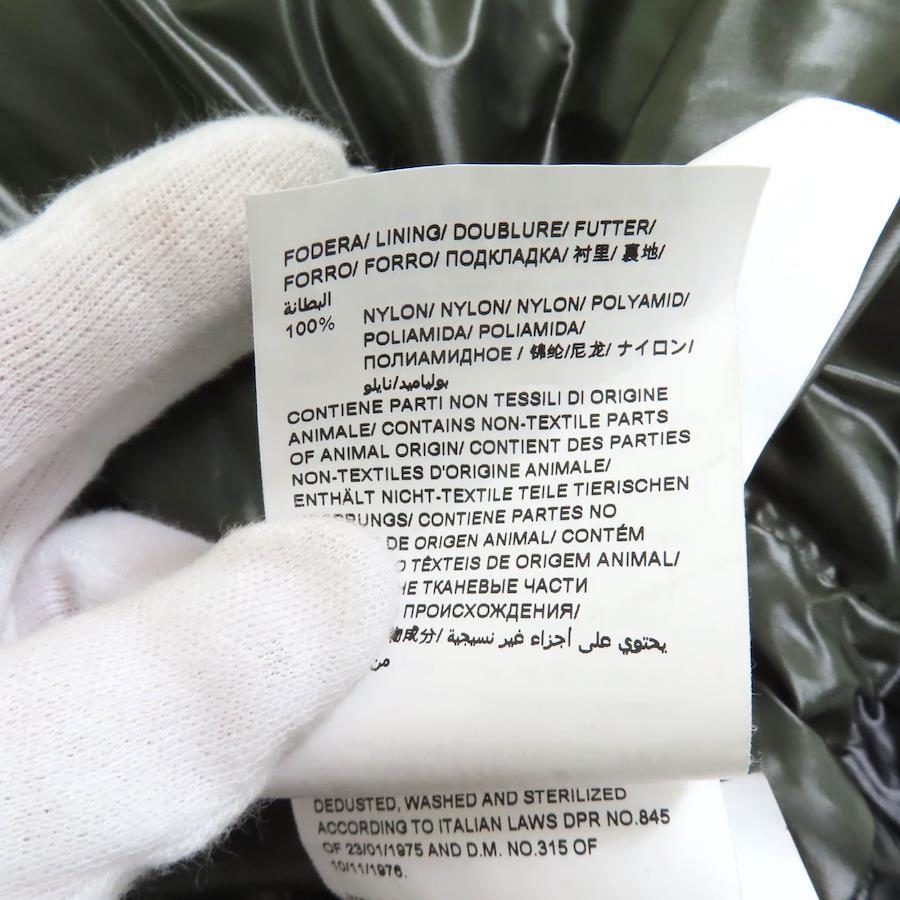 FODERA/ LINING/ DOUBLURE/ FUTTER/
FORRO/ FORRO/ ПОДКЛАДКА/ 衬里/ 裏地/
البطانة
100% NYLON/ NYLON/ NYLON/ POLYAMID/
POLIAMIDA/ POLIAMIDA/
ПОЛИАМИДНОЕ / 锦纶/尼龙/ ナイロン/
بولياميد/نايلو
CONTIENE PARTI NON TESSILI DI ORIGINE
ANIMALE/ CONTAINS NON-TEXTILE PARTS
OF ANIMAL ORIGIN/ CONTIENT DES PARTIES
NON-TEXTILES D'ORIGINE ANIMALE/
ENTHÄLT NICHT-TEXTILE TEILE TIERISCHEN
CONTIENE PARTES NO
DE ORIGEN ANIMAL/ CONTÉM
TÊXTEIS DE ORIGEM ANIMAL/
ТКАНЕВЫЕ ЧАСТИ
ПРОИСХОЖДЕНИЯ/
物成分/ يحتوي على أجزاء غير نسيجية
من
DEDUSTED, WASHED AND STERILIZED
ACCORDING TO ITALIAN LAWS DPR NO.845
OF 23/01/1975 AND D.M. NO.315 OF
10/11/1976.